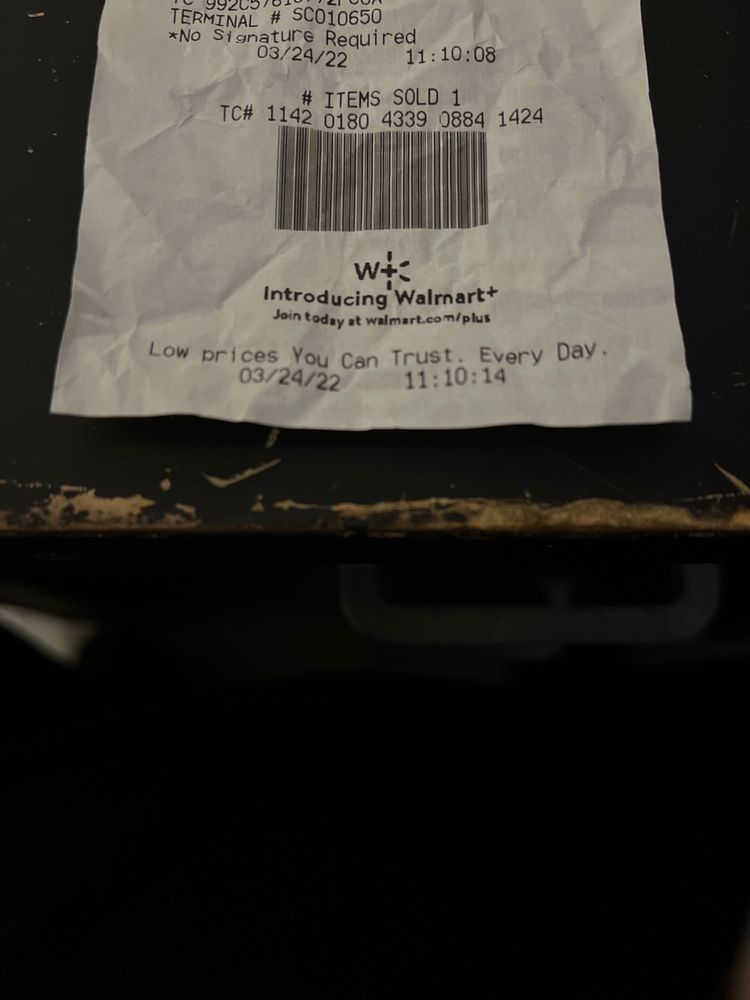 TERMINAL # SC010650
*No Signature Required
03/24/22 11:10:08
# ITEMS SOLD 1
TC# 1142 0180 4339 0884 1424
W+
Introducing Walmart+
Join today at walmart.com/plus
Low prices You Can Trust. Every Day.
03/24/22 11:10:14